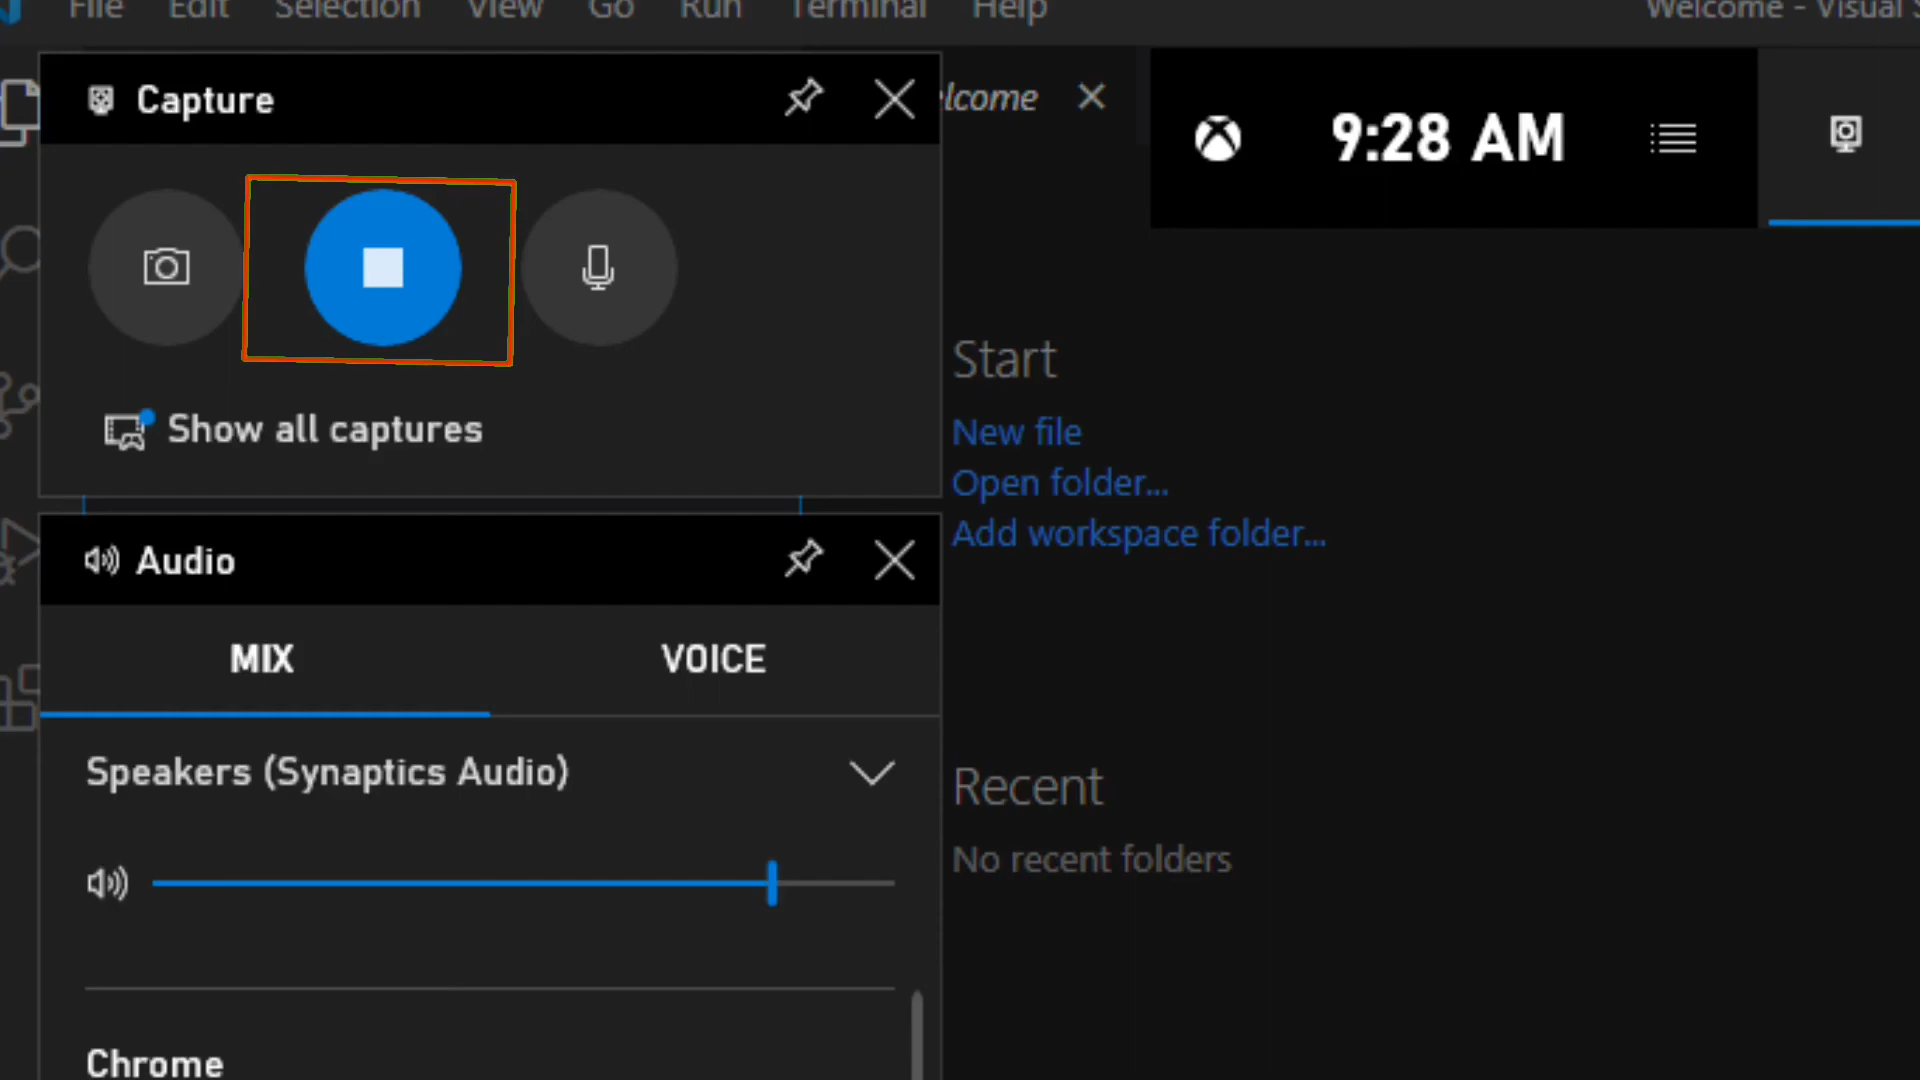 File Edit Selection View Go Run Terminal Help
Welcome - Visual
Capture
elcome
9:28 AM
Show all captures
Start
New file
Open folder...
Add workspace folder...
Audio
MIX VOICE
Speakers (Synaptics Audio)
Recent
No recent folders
Chrome